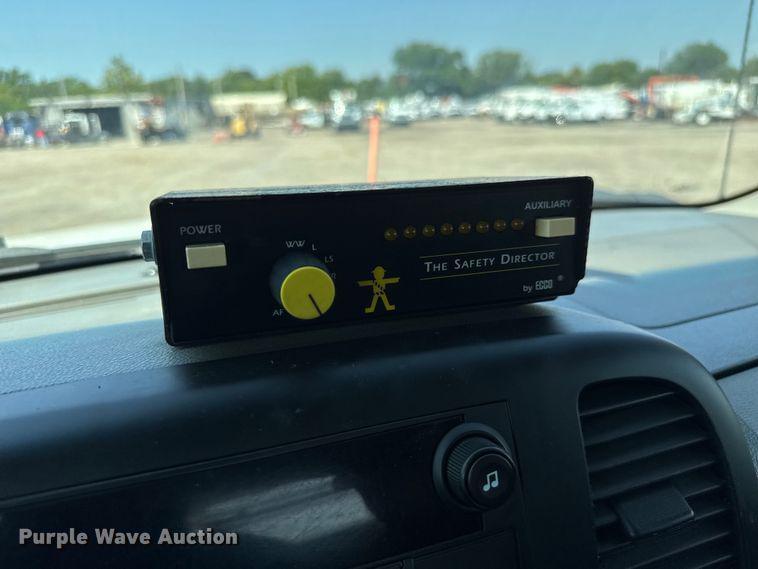 POWER
WW
L
LS
R
AF
AUXILIARY
THE SAFETY DIRECTOR
by ECCO ®
Purple Wave Auction